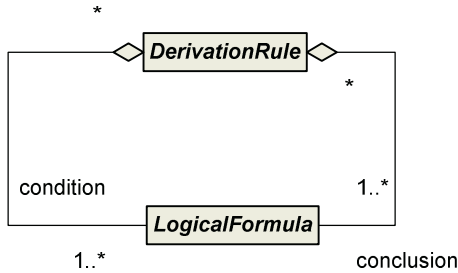 *
DerivationRule
*
condition
1..*
LogicalFormula
1..*
conclusion